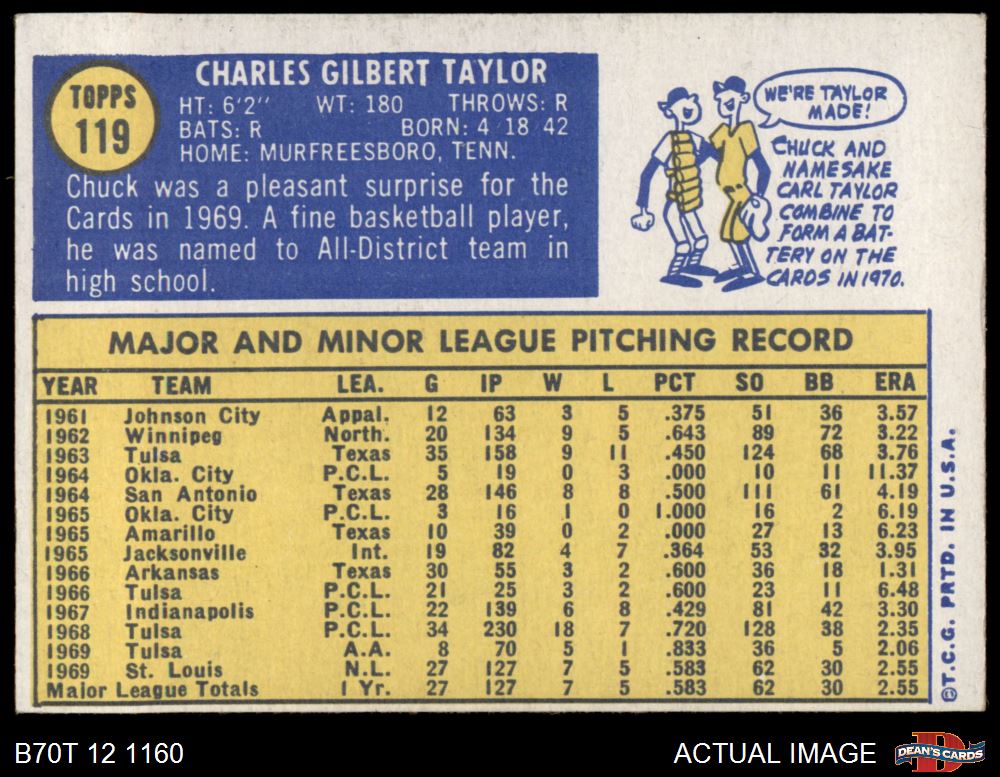 TOPPS
119
CHARLES GILBERT TAYLOR
HT: 6'2" WT: 180 THROWS: R
BATS: R BORN: 4 18 42
HOME: MURFREESBORO, TENN.
Chuck was a pleasant surprise for the
Cards in 1969. A fine basketball player,
he was named to All-District team in
high school.
WE'RE TAYLOR
MADE!
CHUCK AND
NAMESAKE
CARL TAYLOR
COMBINE TO
FORM A BAT-
TERY ON THE
CARDS IN 1970.
MAJOR AND MINOR LEAGUE PITCHING RECORD
YEAR TEAM LEA. G IP W L PCT SO BB ERA
1961 Johnson City Appal. 12 63 3 5 .375 51 36 3.57
1962 Winnipeg North. 20 134 9 5 .643 89 72 3.22
1963 Tulsa Texas 35 158 9 11 .450 124 68 3.76
1964 Okla. City P.C.L. 5 19 0 3 .000 10 11 11.37
1964 San Antonio Texas 28 146 8 8 .500 111 61 4.19
1965 Okla. City P.C.L. 3 16 1 0 1.000 16 2 6.19
1965 Amarillo Texas 10 39 0 2 .000 27 13 6.23
1965 Jacksonville Int. 19 82 4 7 .364 53 32 3.95
1966 Arkansas Texas 30 55 3 2 .600 36 18 1.31
1966 Tulsa P.C.L. 21 25 3 2 .600 23 11 6.48
1967 Indianapolis P.C.L. 22 139 6 8 .429 81 42 3.30
1968 Tulsa P.C.L. 34 230 18 7 .720 128 38 2.35
1969 Tulsa A.A. 8 70 5 1 .833 36 5 2.06
1969 St. Louis N.L. 27 127 7 5 .583 62 30 2.55
Major League Totals 1 Yr. 27 127 7 5 .583 62 30 2.55
©T.C.G. PRTD. IN U.S.A.
B70T 12 1160
ACTUAL IMAGE
D
DEAN'S CARDS